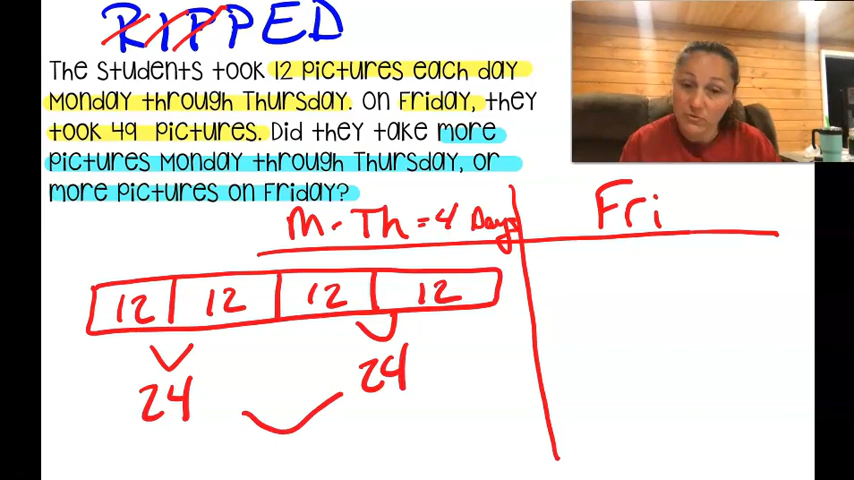 RIPPED
The students took 12 pictures each day
Monday through Thursday. On Friday, they
took 49 pictures. Did they take more
pictures Monday through Thursday, or
more pictures on Friday?
M-Th = 4 Days Fri
12 12 12 12
24 24